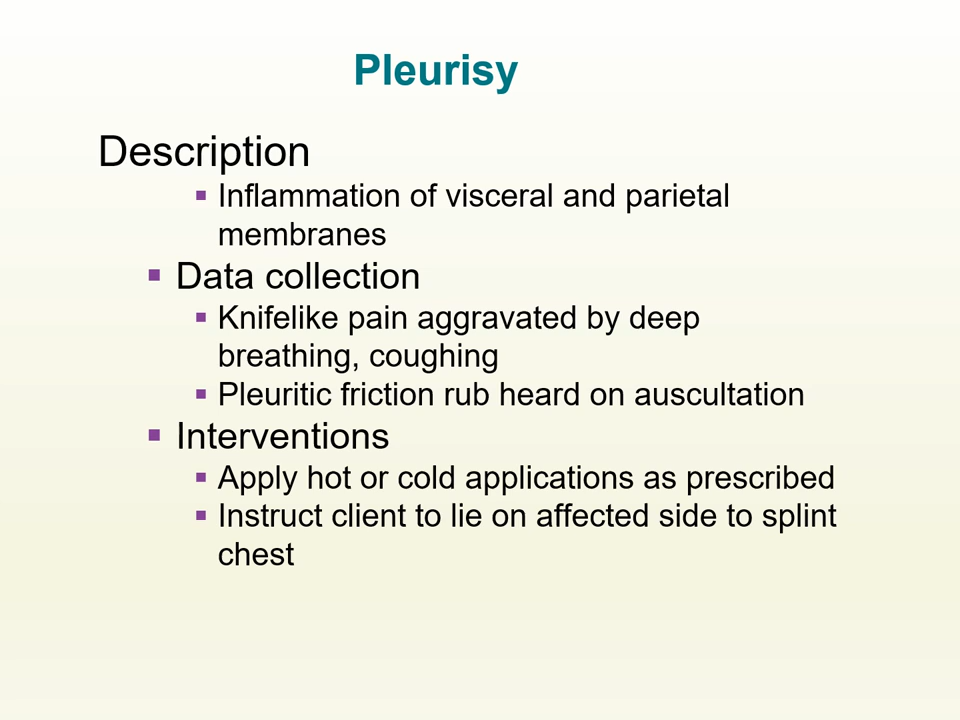 Pleurisy
Description
▪ Inflammation of visceral and parietal
membranes
▪ Data collection
▪ Knifelike pain aggravated by deep
breathing, coughing
▪ Pleuritic friction rub heard on auscultation
▪ Interventions
▪ Apply hot or cold applications as prescribed
▪ Instruct client to lie on affected side to splint
chest